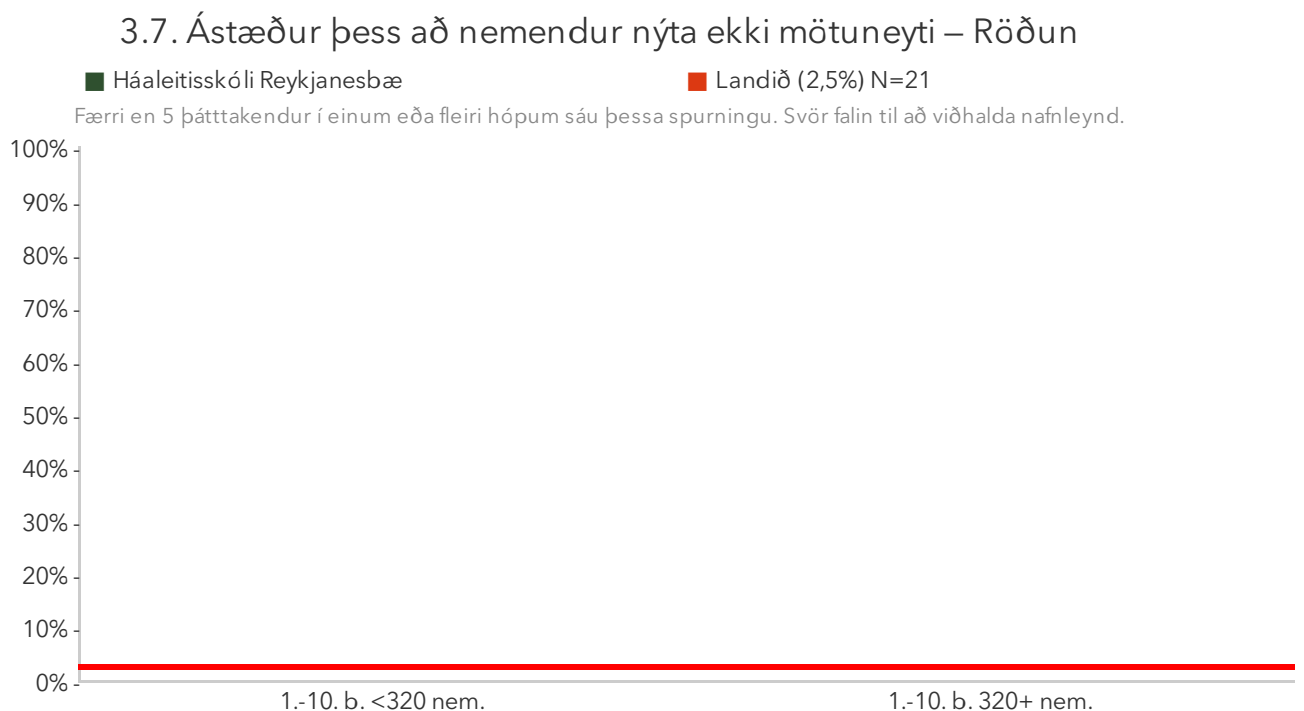 3.7. Ástæður þess að nemendur nýta ekki mötuneyti – Röðun
Háaleitisskóli Reykjanesbæ
Landið (2,5%) N=21
Færri en 5 þátttakendur í einum eða fleiri hópum sáu þessa spurningu. Svör falin til að viðhalda nafnleynd.
100%
90%
80%
70%
60%
50%
40%
30%
20%
10%
0%
1.-10. b. <320 nem.
1.-10. b. 320+ nem.